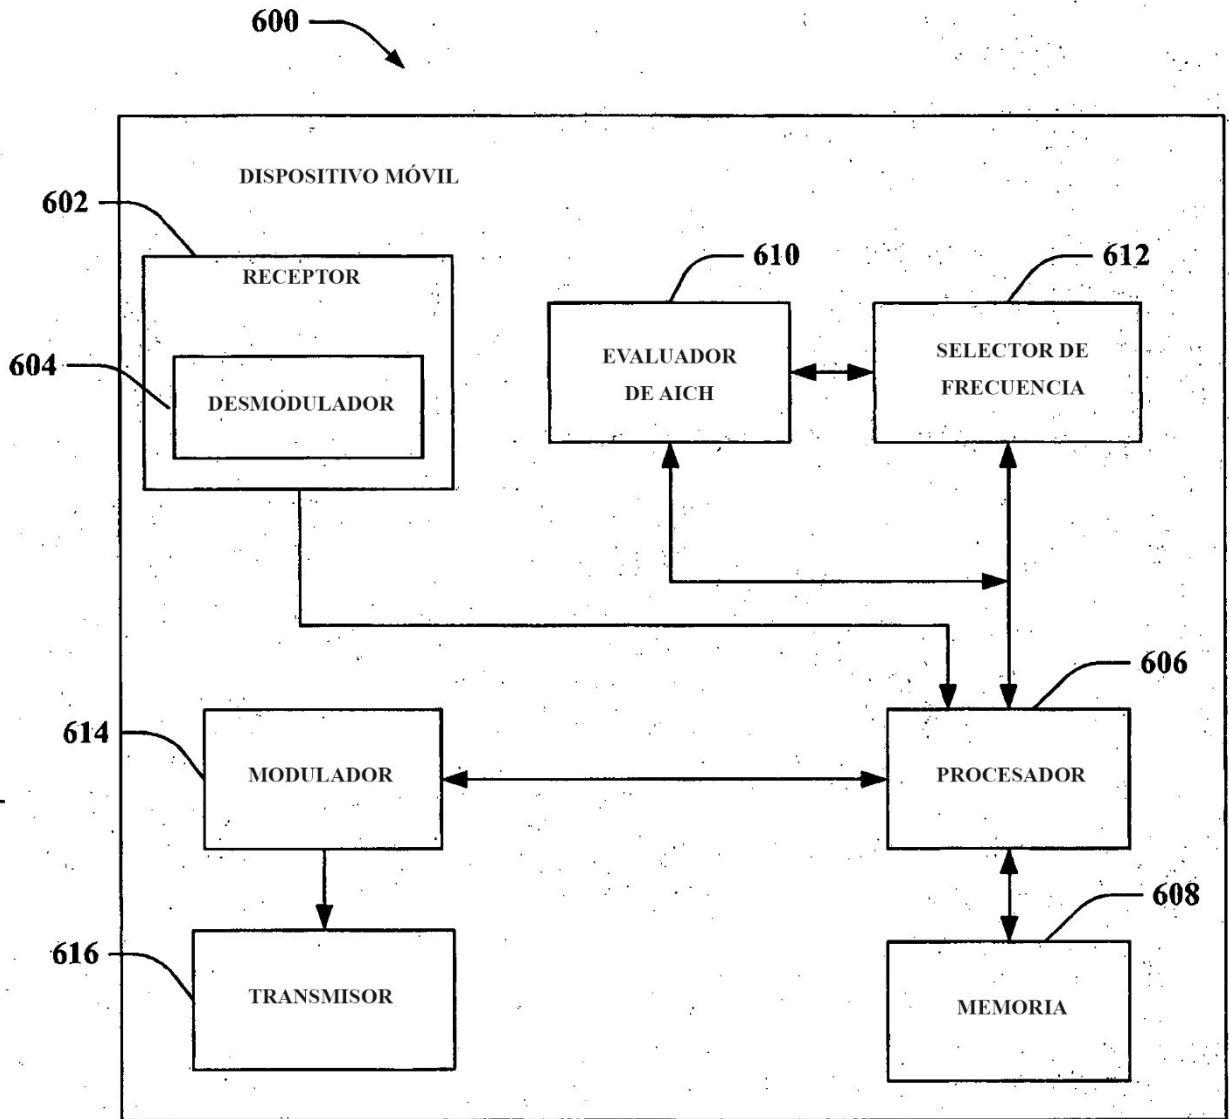 600
DISPOSITIVO MÓVIL
602
RECEPTOR
604
DESMODULADOR
610
EVALUADOR
DE AICH
612
SELECTOR DE
FRECUENCIA
606
PROCESADOR
614
MODULADOR
608
MEMORIA
616
TRANSMISOR